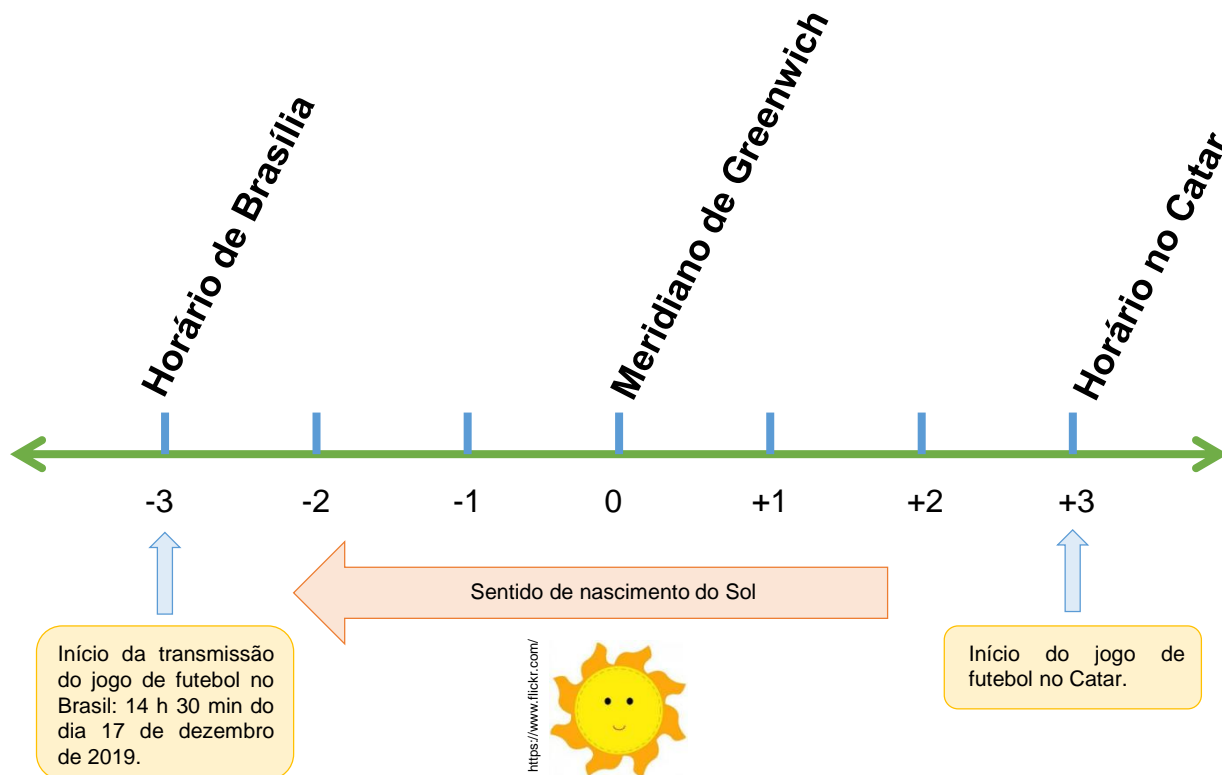 Horário de Brasília
Meridiano de Greenwich
Horário no Catar
-3
-2
-1
0
+1
+2
+3
Sentido de nascimento do Sol
Início da transmissão
do jogo de futebol no
Brasil: 14 h 30 min do
dia 17 de dezembro
de 2019.
https://www.flickr.com/
Início do jogo de
futebol no Catar.